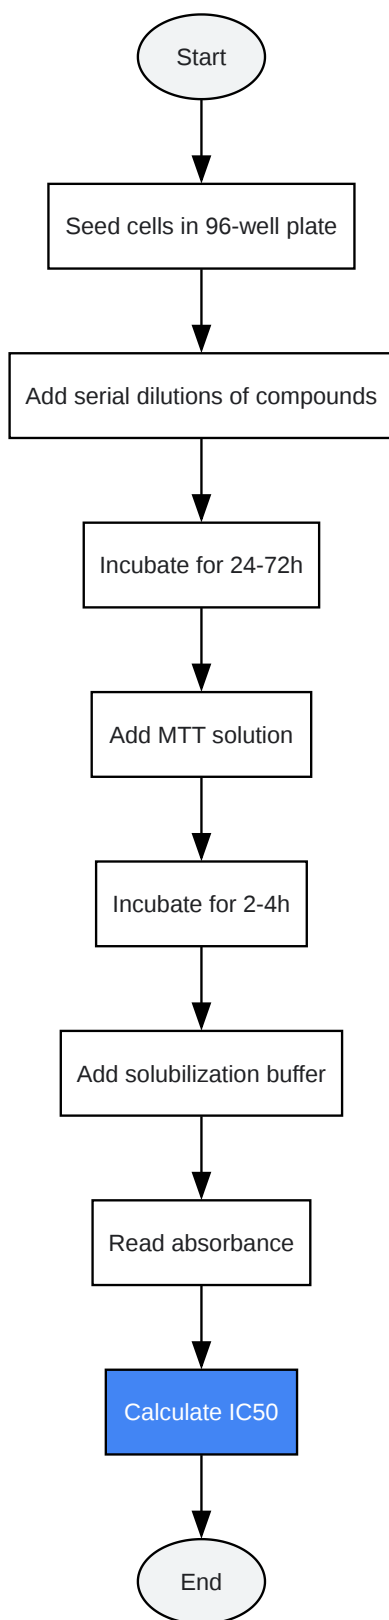 Start
Seed cells in 96-well plate
Add serial dilutions of compounds
Incubate for 24-72h
Add MTT solution
Incubate for 2-4h
Add solubilization buffer
Read absorbance
Calculate IC50
End